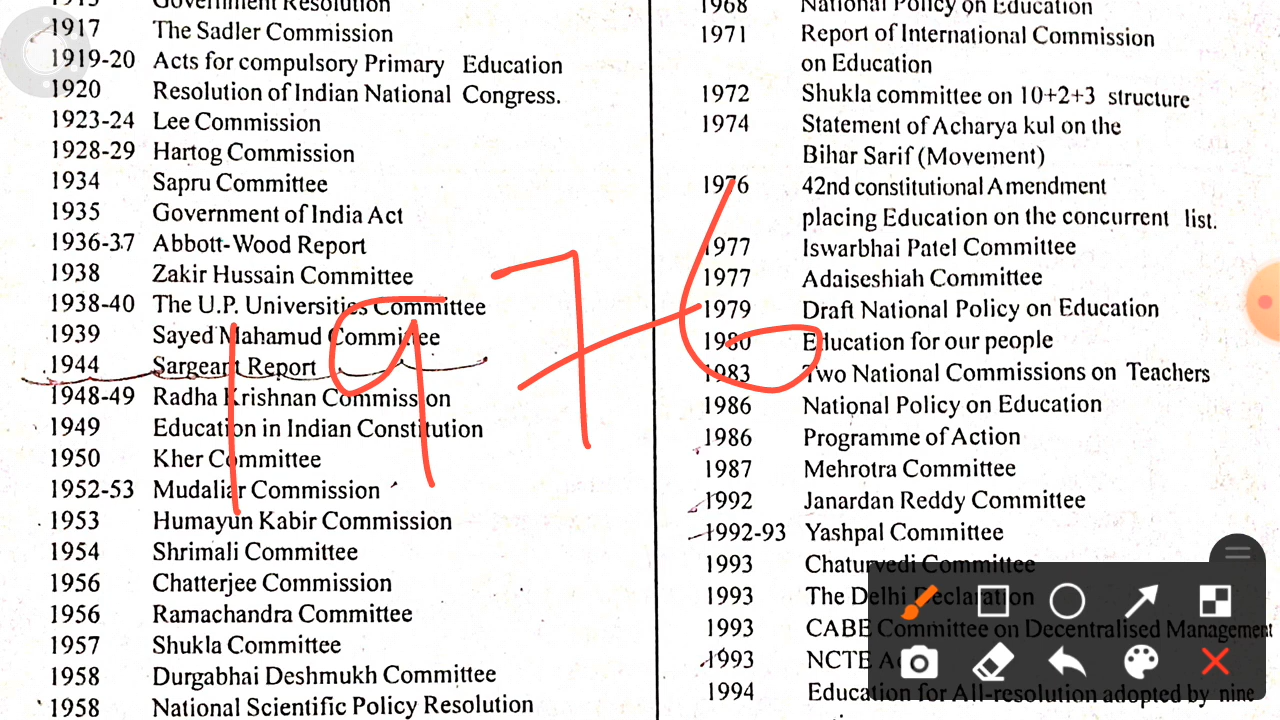 1913 Government Resolution
1917 The Sadler Commission
1919-20 Acts for compulsory Primary Education
1920 Resolution of Indian National Congress.
1923-24 Lee Commission
1928-29 Hartog Commission
1934 Sapru Committee
1935 Government of India Act
1936-37 Abbott-Wood Report
1938 Zakir Hussain Committee
1938-40 The U.P. Universities Committee
1939 Sayed Mahamud Committee
1944 Sargeant Report
1948-49 Radha Krishnan Commission
1949 Education in Indian Constitution
1950 Kher Committee
1952-53 Mudaliar Commission
1953 Humayun Kabir Commission
1954 Shrimali Committee
1956 Chatterjee Commission
1956 Ramachandra Committee
1957 Shukla Committee
1958 Durgabhai Deshmukh Committee
1958 National Scientific Policy Resolution
1968 National Policy on Education
1971 Report of International Commission
on Education
1972 Shukla committee on 10+2+3 structure
1974 Statement of Acharya kul on the
Bihar Sarif (Movement)
1976 42nd constitutional Amendment
placing Education on the concurrent list.
1977 Iswarbhai Patel Committee
1977 Adaiseshiah Committee
1979 Draft National Policy on Education
1980 Education for our people
1983 Two National Commissions on Teachers
1986 National Policy on Education
1986 Programme of Action
1987 Mehrotra Committee
1992 Janardan Reddy Committee
1992-93 Yashpal Committee
1993 Chaturvedi Committee
1993 The Delhi Declaration
1993 CABE Committee on Decentralised Management
1993 NCTE
1994 Education for All-resolution adopted by nine
1976